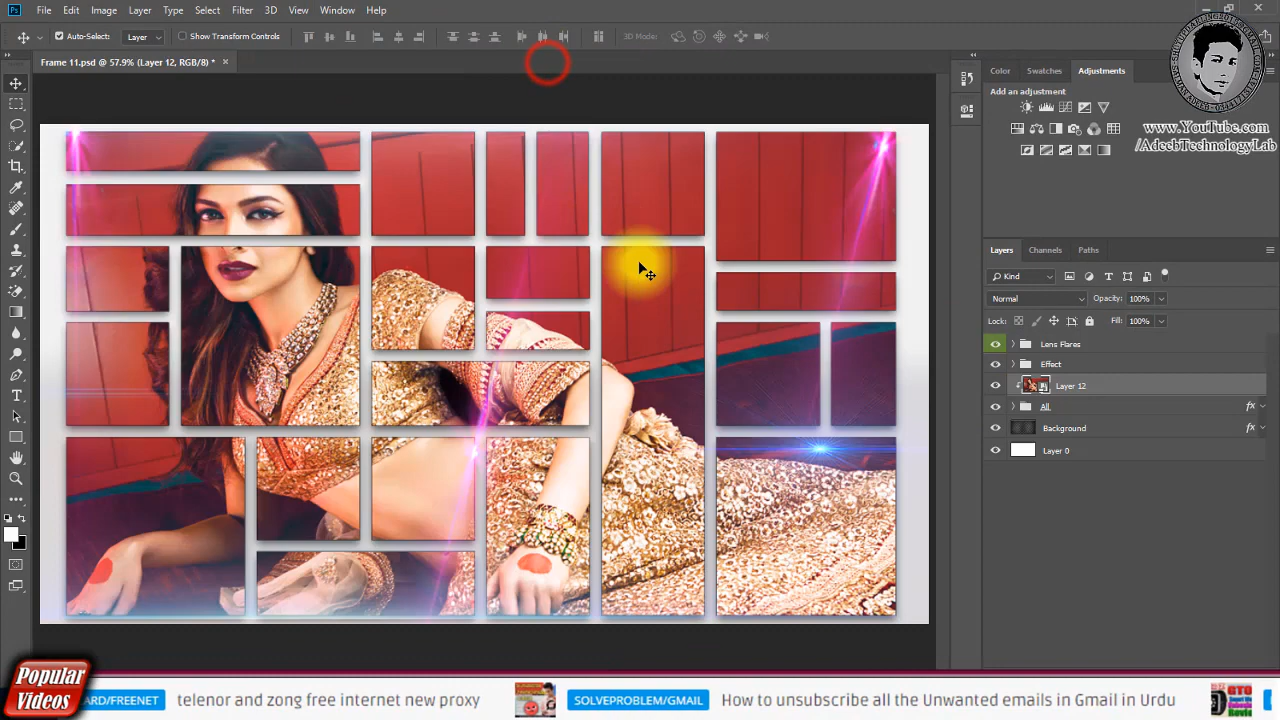 Ps File Edit Image Layer Type Select Filter 3D View Window Help
Auto-Select: Layer Show Transform Controls 3D Mode:
Frame 11.psd @ 57.9% (Layer 12, RGB/8) *
Color Swatches Adjustments
Add an adjustment
www.YouTube.com
/AdeebTechnologyLab
Layers Channels Paths
Kind
Normal Opacity: 100%
Lock: Fill: 100%
Lens Flares
Effect
Layer 12
All fx
Background fx
Layer 0
Popular
Videos
ARD/FREENET telenor and zong free internet new proxy SOLVEPROBLEM/GMAIL How to unsubscribe all the Unwanted emails in Gmail in Urdu